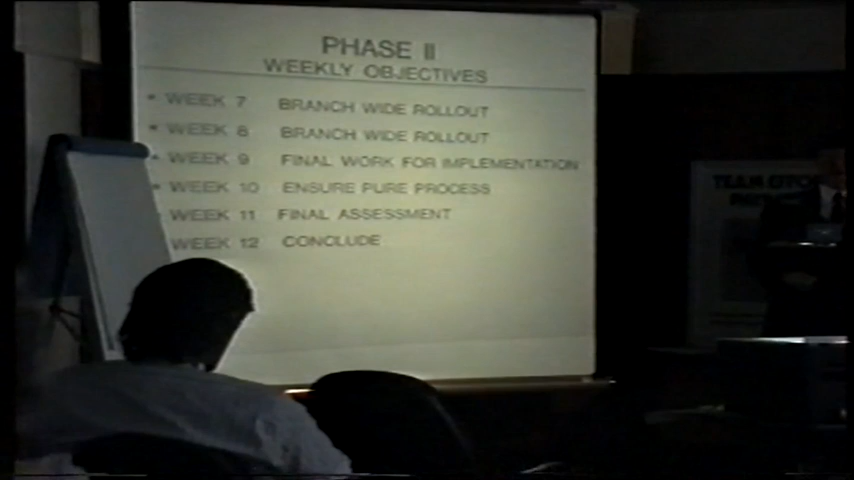 PHASE II
WEEKLY OBJECTIVES
• WEEK 7 BRANCH WIDE ROLLOUT
• WEEK 8 BRANCH WIDE ROLLOUT
• WEEK 9 FINAL WORK FOR IMPLEMENTATION
• WEEK 10 ENSURE PURE PROCESS
• WEEK 11 FINAL ASSESSMENT
WEEK 12 CONCLUDE
TEAM